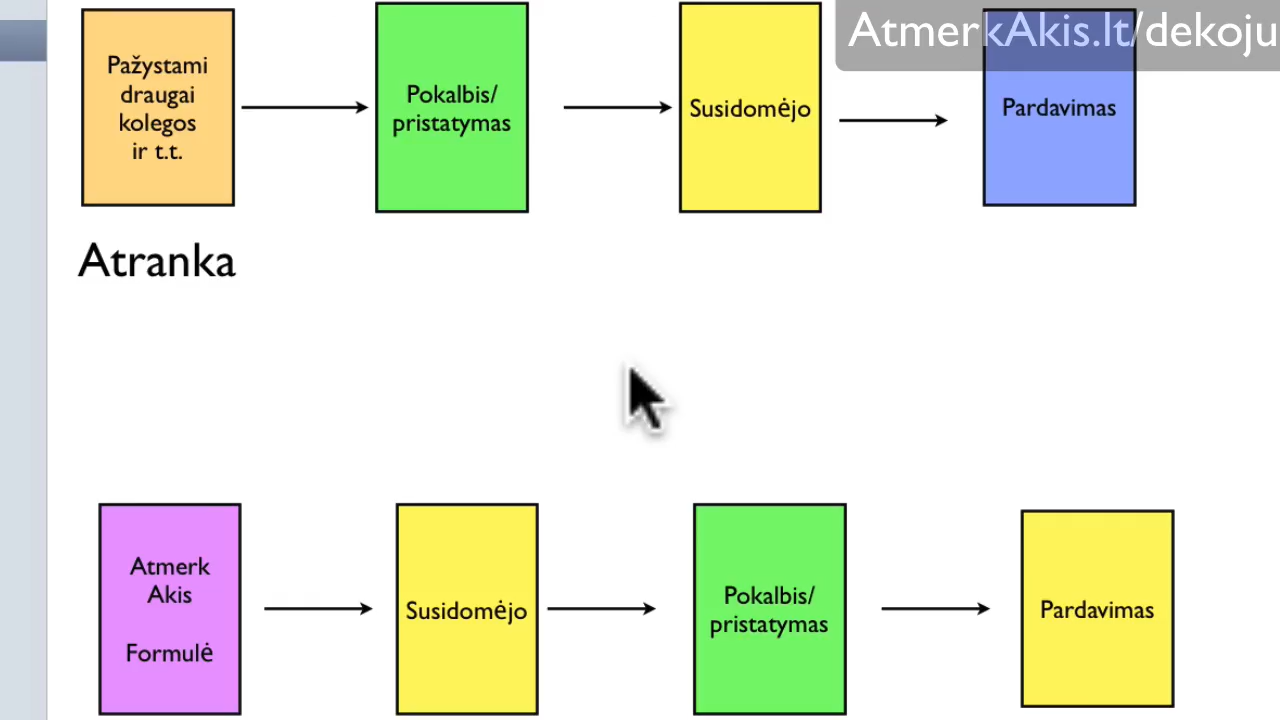 AtmerkAkis.lt/dekoju
Pažystami
draugai
kolegos
ir t.t.
Pokalbis/
pristatymas
Susidomėjo
Pardavimas
Atranka
Atmerk
Akis
Formulė
Susidomėjo
Pokalbis/
pristatymas
Pardavimas